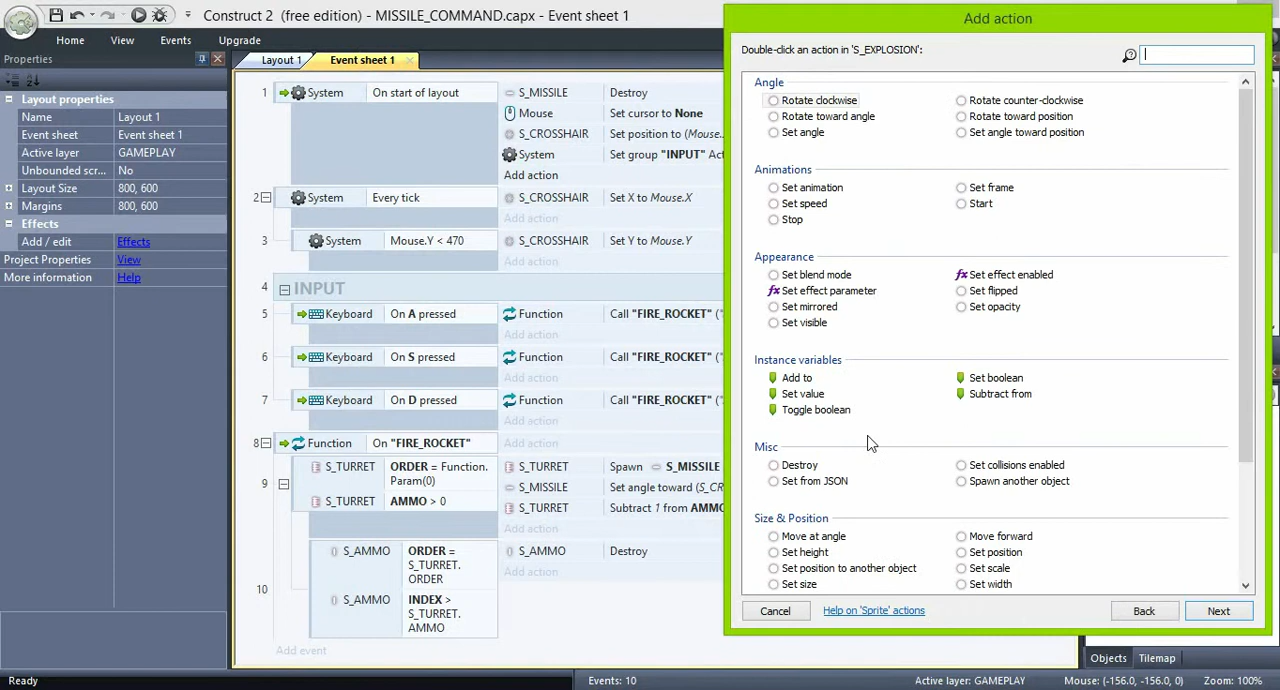 Construct 2 (free edition) - MISSILE_COMMAND.capx - Event sheet 1
Home View Events Upgrade
Properties
Layout properties
Name Layout 1
Event sheet Event sheet 1
Active layer GAMEPLAY
Unbounded scr... No
Layout Size 800, 600
Margins 800, 600
Effects
Add / edit Effects
Project Properties View
More information Help
Layout 1 Event sheet 1
1 System On start of layout S_MISSILE Destroy
Mouse Set cursor to None
S_CROSSHAIR Set position to (Mouse.
System Set group "INPUT" Act
Add action
2 System Every tick S_CROSSHAIR Set X to Mouse.X
Add action
3 System Mouse.Y < 470 S_CROSSHAIR Set Y to Mouse.Y
Add action
4 INPUT
5 Keyboard On A pressed Function Call "FIRE_ROCKET" ("
Add action
6 Keyboard On S pressed Function Call "FIRE_ROCKET" ("
Add action
7 Keyboard On D pressed Function Call "FIRE_ROCKET" ("
Add action
8 Function On "FIRE_ROCKET" Add action
9 S_TURRET ORDER = Function.
Param(0)
S_TURRET AMMO > 0
S_TURRET Spawn S_MISSILE
S_MISSILE Set angle toward (S_CR
S_TURRET Subtract 1 from AMMO
Add action
10 S_AMMO ORDER =
S_TURRET.
ORDER
S_AMMO INDEX >
S_TURRET.
AMMO
S_AMMO Destroy
Add action
Add event
Add action
Double-click an action in 'S_EXPLOSION':
Angle
Rotate clockwise Rotate counter-clockwise
Rotate toward angle Rotate toward position
Set angle Set angle toward position
Animations
Set animation Set frame
Set speed Start
Stop
Appearance
Set blend mode Set effect enabled
Set effect parameter Set flipped
Set mirrored Set opacity
Set visible
Instance variables
Add to Set boolean
Set value Subtract from
Toggle boolean
Misc
Destroy Set collisions enabled
Set from JSON Spawn another object
Size & Position
Move at angle Move forward
Set height Set position
Set position to another object Set scale
Set size Set width
Cancel Help on 'Sprite' actions Back Next
Objects Tilemap
Ready Events: 10 Active layer: GAMEPLAY Mouse: (-156.0, -156.0, 0) Zoom: 100%